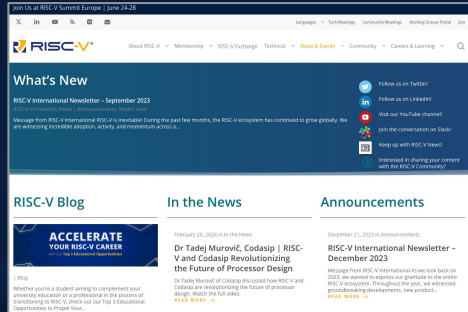 Join Us at RISC-V Summit Europe | June 24-28
Languages Tech Meetings Community Meetings Working Groups Portal Join
RISC-V
About RISC-V Membership RISC-V Exchange Technical News & Events Community Careers & Learning
What's New
RISC-V International Newsletter – September 2023
RISC-V Community News | Announcements, What's New
Message from RISC-V International RISC-V is Inevitable! During the past few months, the RISC-V ecosystem has continued to grow globally. We
are witnessing incredible adoption, activity, and momentum across a...
Follow us on Twitter!
Follow us on LinkedIn!
Visit our YouTube channel!
Join the conversation on Slack!
Keep up with RISC-V News!
Interested in sharing your content
with the RISC-V Community?
RISC-V Blog
ACCELERATE
YOUR RISC-V CAREER
with our Top 3 Educational Opportunities
| Blog
Whether you're a student aiming to complement your
university education or a professional in the process of
transitioning to RISC-V, check out our Top 3 Educational
Opportunities to Propel Your...
In the News
February 20, 2024 in In the News
Dr Tadej Murovič, Codasip | RISC-
V and Codasip Revolutionizing
the Future of Processor Design
Dr Tadej Murovič of Codasip discussed how RISC V and
Codasip are revolutionizing the future of processor
design. Watch the full video.
READ MORE →
Announcements
December 21, 2023 in Announcements
RISC-V International Newsletter –
December 2023
Message from RISC-V International As we look back on
2023, we wanted to express our gratitude to the entire
RISC-V ecosystem. Throughout the year, we witnessed
groundbreaking developments, new product...
READ MORE →